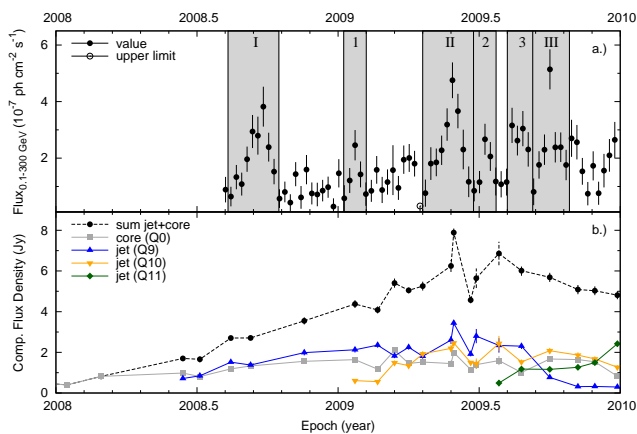 2008 2008.5 2009 2009.5 2010
Flux0.1-300 GeV (10-7 ph cm-2 s-1)
6
4
2
value
upper limit
I 1 II 2 3 III
a.)
Comp. Flux Density (Jy)
8
6
4
2
0
sum jet+core
core (Q0)
jet (Q9)
jet (Q10)
jet (Q11)
b.)
2008 2008.5 2009 2009.5 2010
Epoch (year)